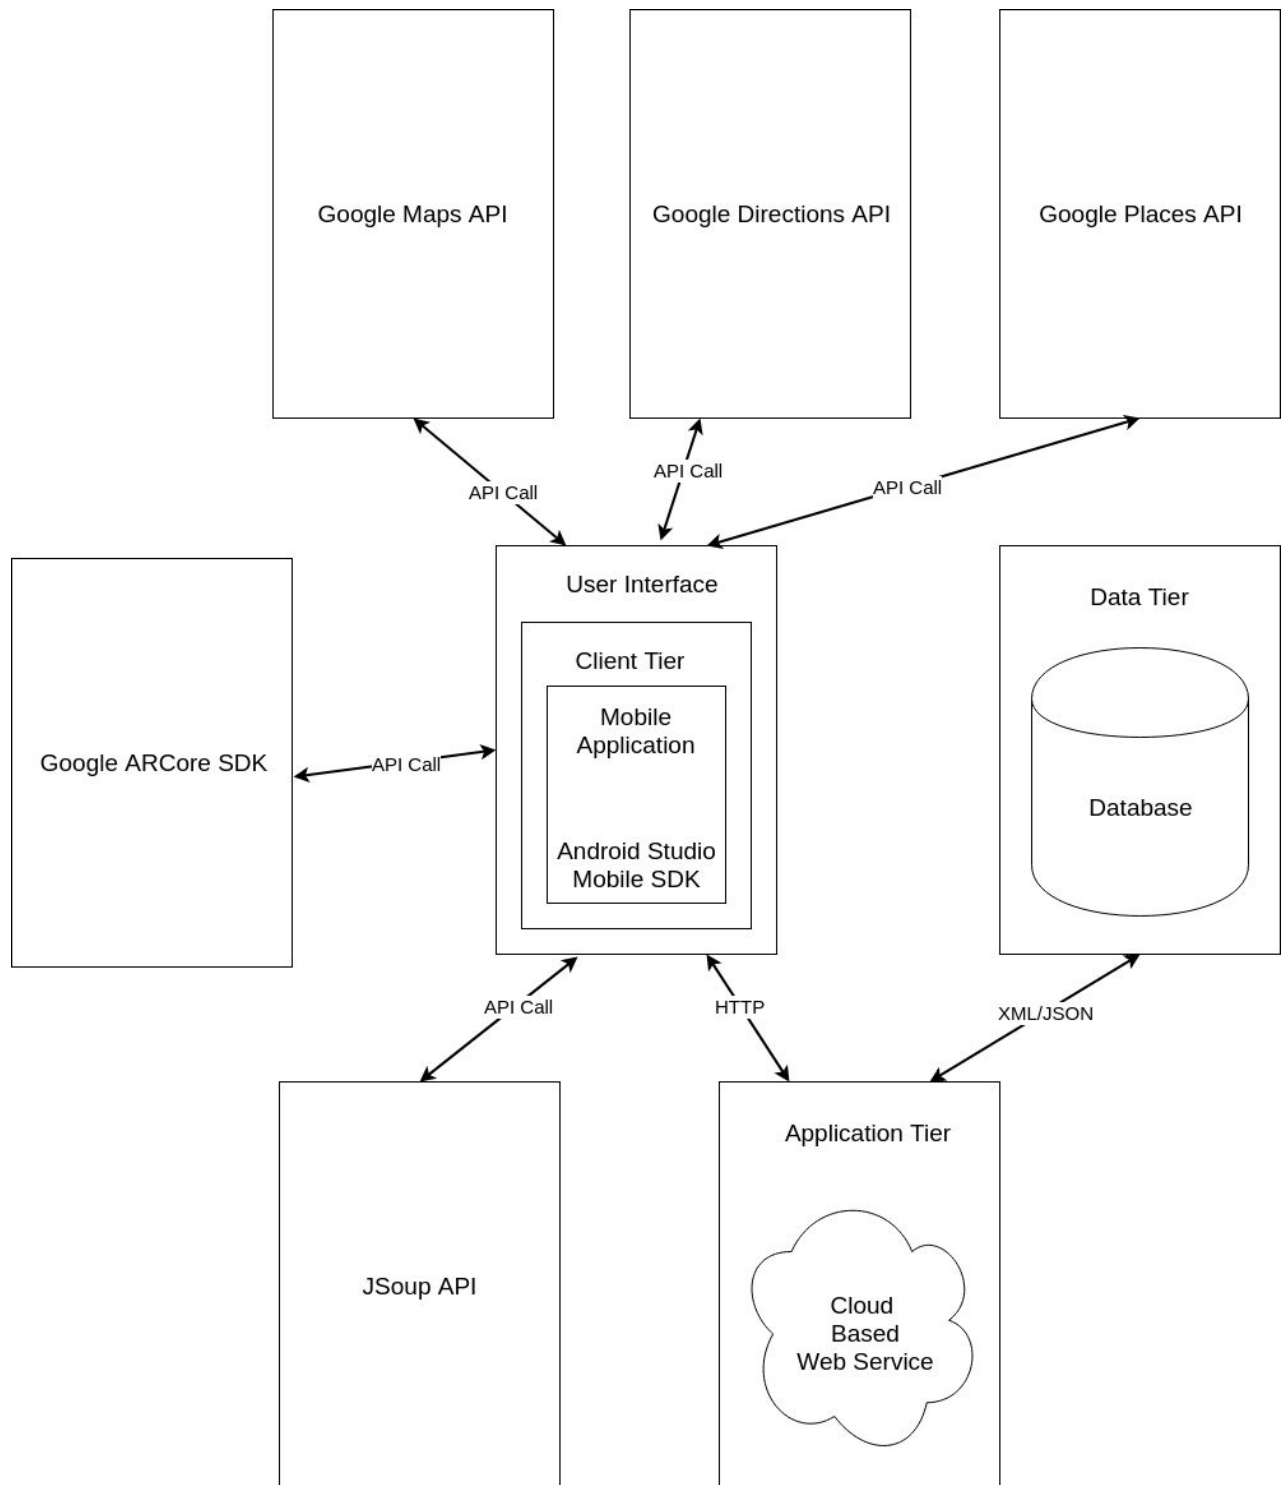 Google Maps API
Google Directions API
Google Places API
API Call
API Call
API Call
User Interface
Client Tier
Mobile
Application
Android Studio
Mobile SDK
Google ARCore SDK
API Call
Data Tier
Database
API Call
HTTP
XML/JSON
JSoup API
Application Tier
Cloud
Based
Web Service